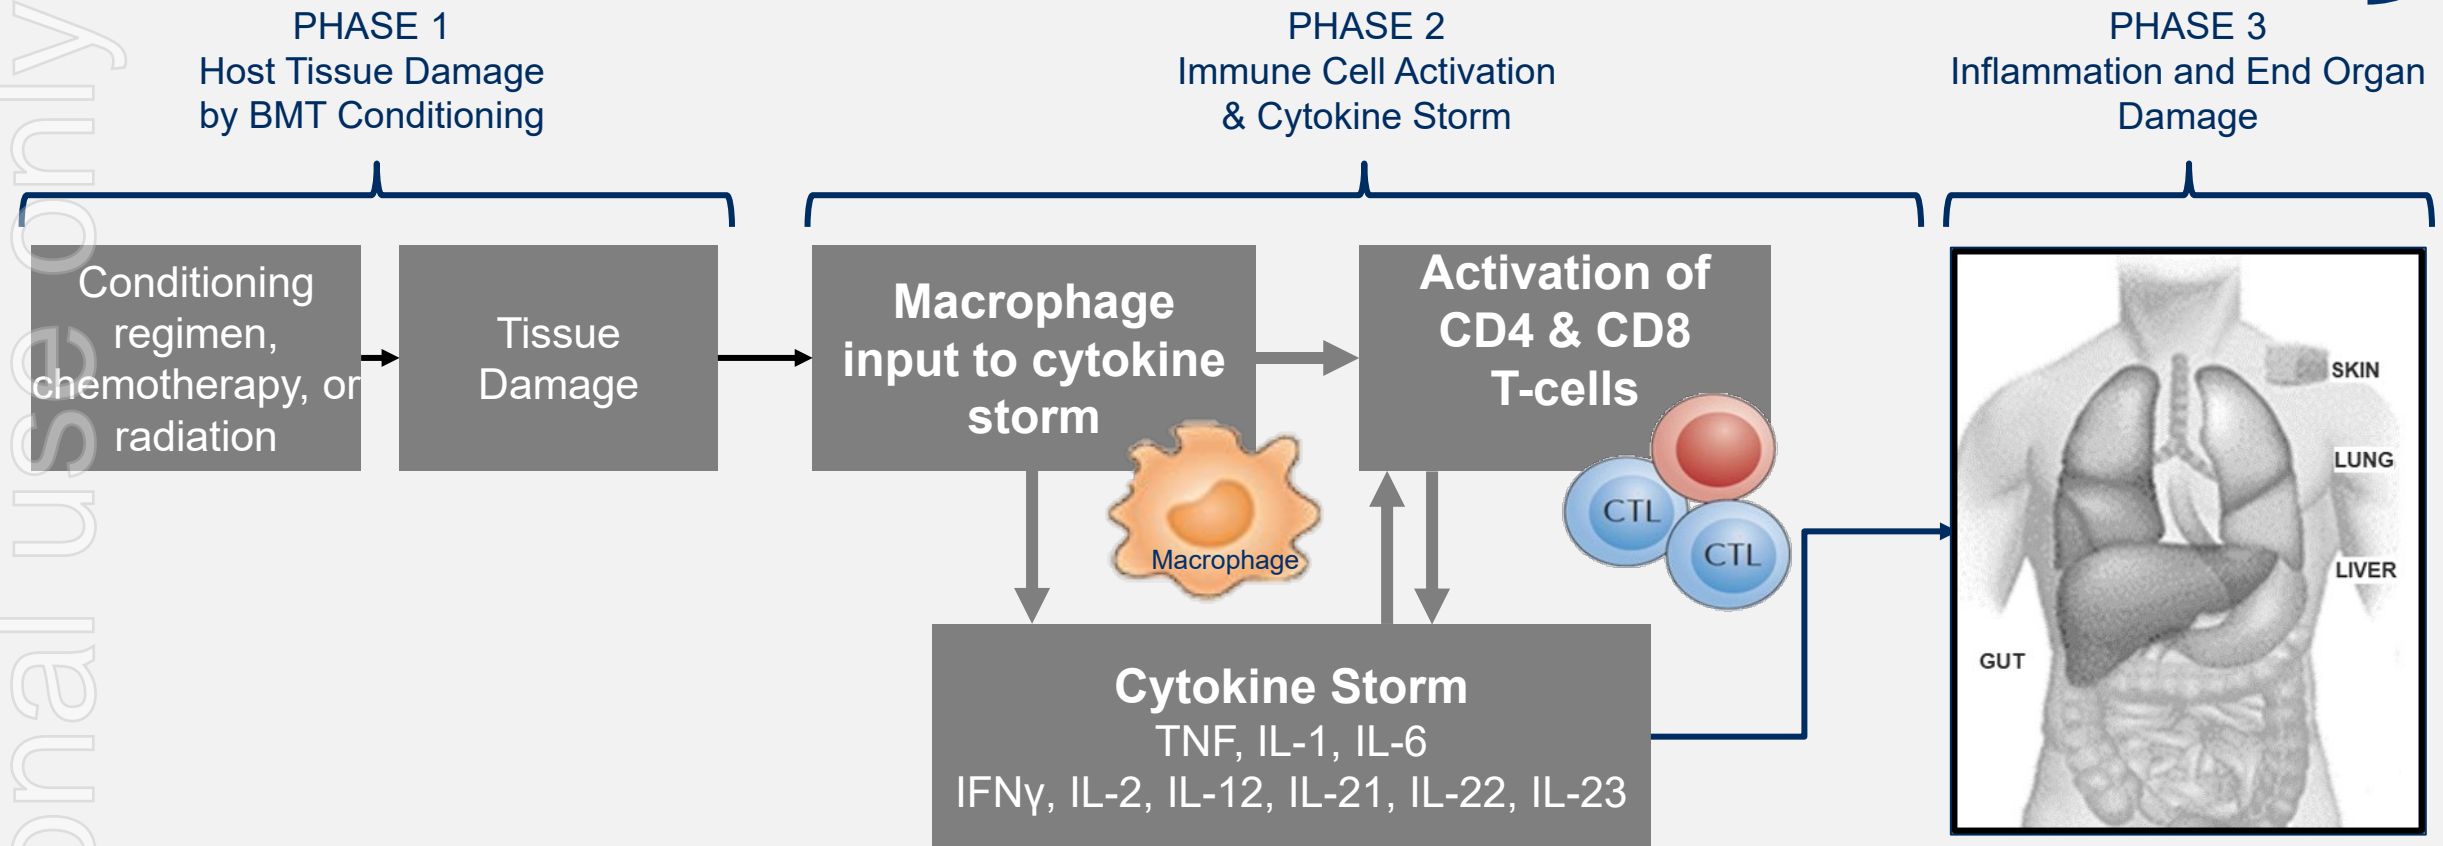 PHASE 1
Host Tissue Damage
by BMT Conditioning
PHASE 2
Immune Cell Activation
& Cytokine Storm
PHASE 3
Inflammation and End Organ
Damage
Conditioning
regimen,
chemotherapy, or
radiation
Tissue
Damage
Macrophage
input to cytokine
storm
Macrophage
Activation of
CD4 & CD8
T-cells
CTL
CTL
Cytokine Storm
TNF, IL-1, IL-6
IFNγ, IL-2, IL-12, IL-21, IL-22, IL-23
SKIN
LUNG
LIVER
GUT
use only